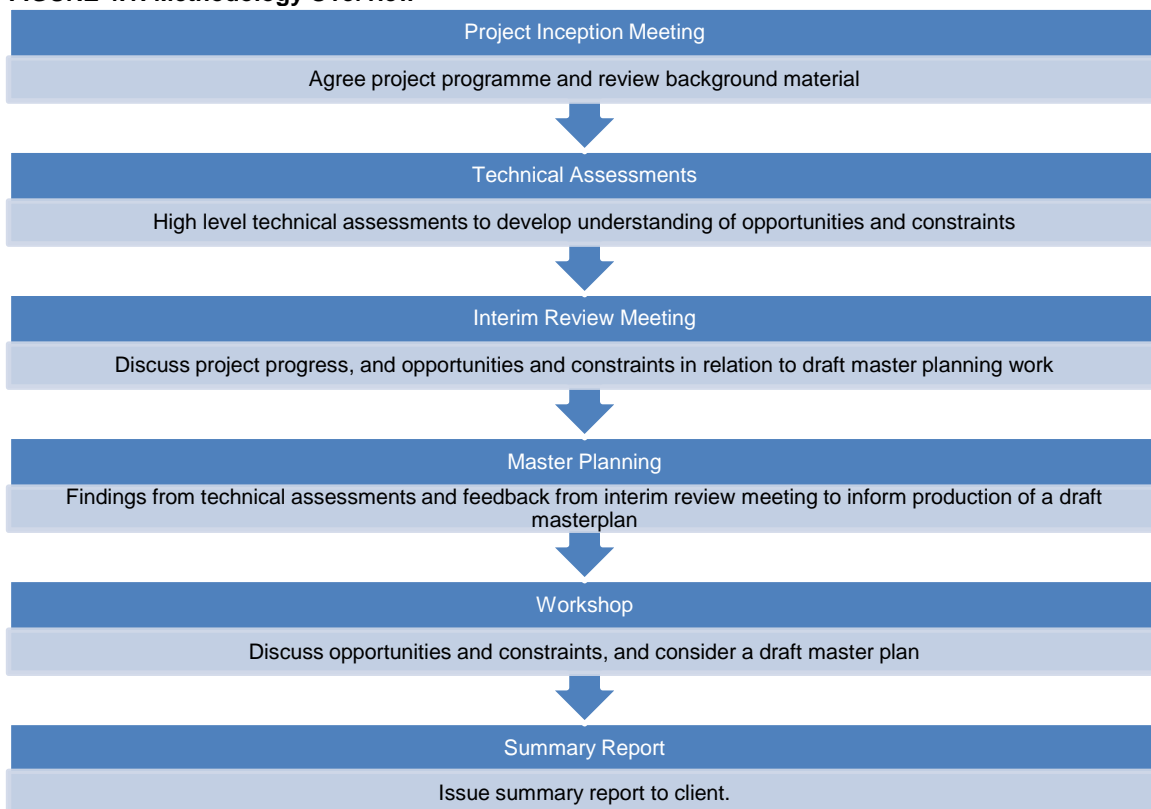 FIGURE Methodology Overview
Project Inception Meeting
Agree project programme and review background material
Technical Assessments
High level technical assessments to develop understanding of opportunities and constraints
Interim Review Meeting
Discuss project progress, and opportunities and constraints in relation to draft master planning work
Master Planning
Findings from technical assessments and feedback from interim review meeting to inform production of a draft
masterplan
Workshop
Discuss opportunities and constraints, and consider a draft master plan
Summary Report
Issue summary report to client.